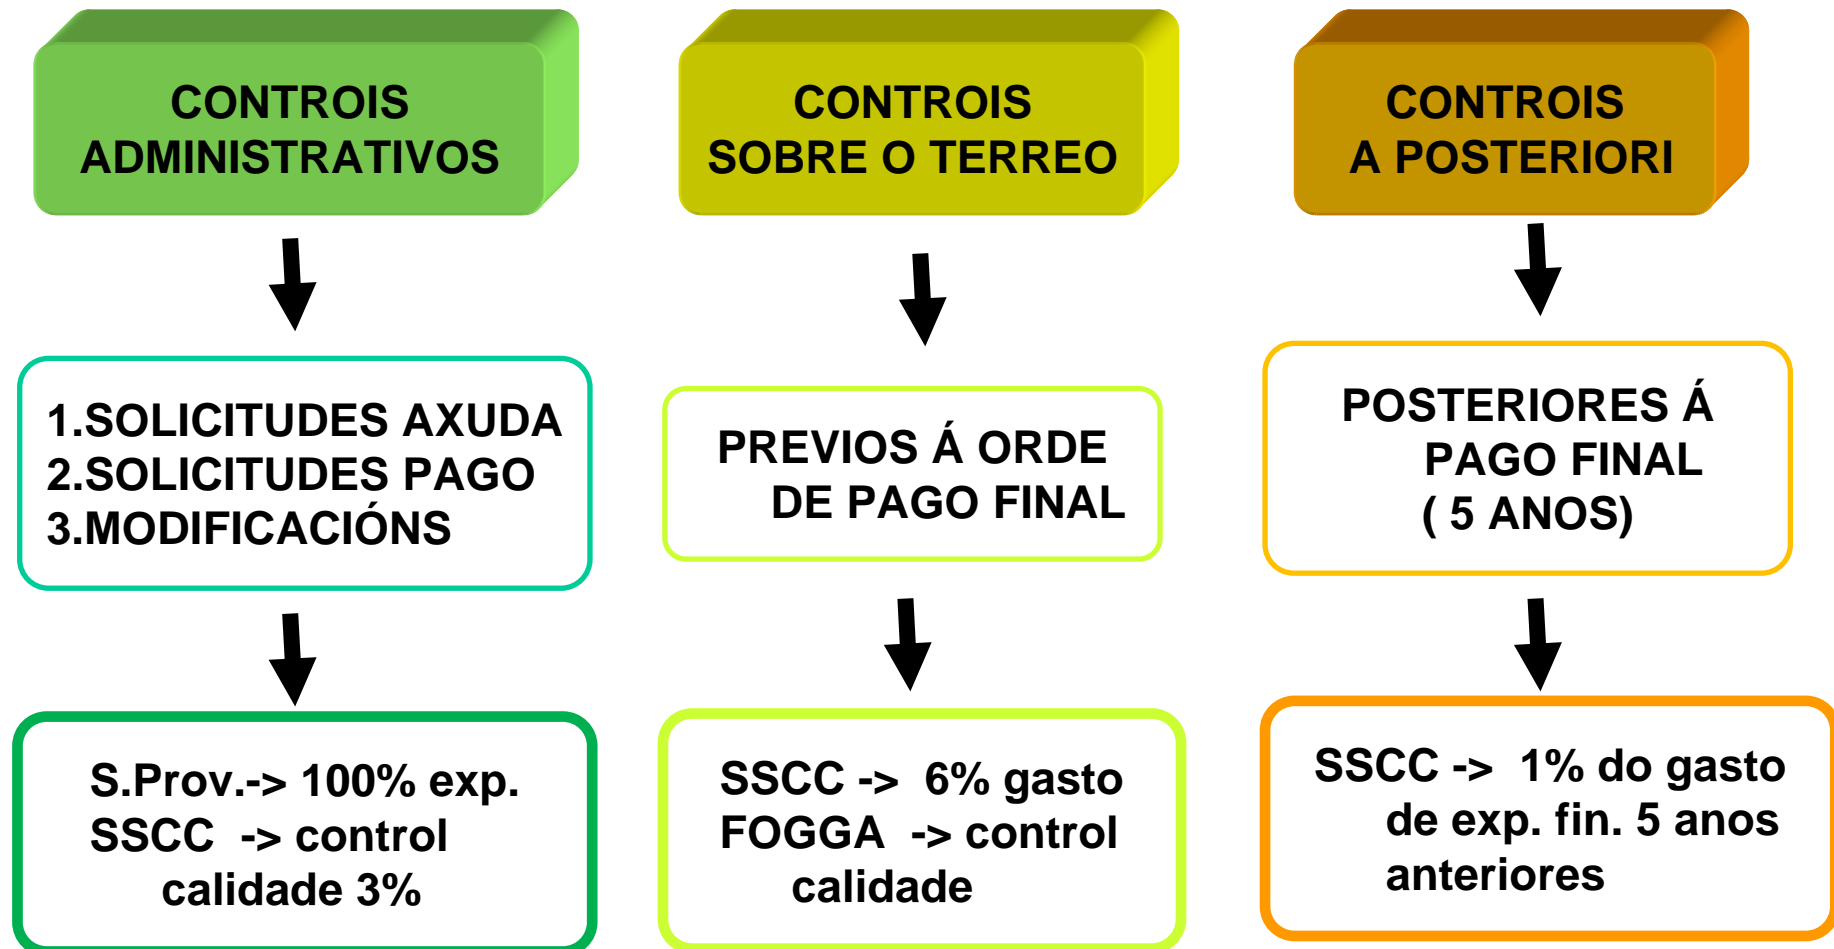 CONTROIS
ADMINISTRATIVOS
1.SOLICITUDES AXUDA
2.SOLICITUDES PAGO
3.MODIFICACIÓNS
S.Prov.-> 100% exp.
SSCC -> control
calidade 3%
CONTROIS
SOBRE O TERREO
PREVIOS Á ORDE
DE PAGO FINAL
SSCC -> 6% gasto
FOGGA -> control
calidade
CONTROIS
A POSTERIORI
POSTERIORES Á
PAGO FINAL
( 5 ANOS)
SSCC -> 1% do gasto
de exp. fin. 5 anos
anteriores